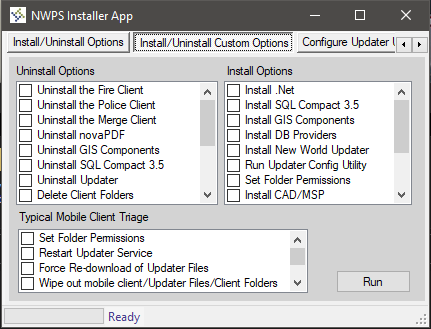 NWPS Installer App
Install/Uninstall Options
Install/Uninstall Custom Options
Configure Updater
Uninstall Options
Uninstall the Fire Client
Uninstall the Police Client
Uninstall the Merge Client
Uninstall novaPDF
Uninstall GIS Components
Uninstall SQL Compact 3.5
Uninstall Updater
Delete Client Folders
Install Options
Install .Net
Install SQL Compact 3.5
Install GIS Components
Install DB Providers
Install New World Updater
Run Updater Config Utility
Set Folder Permissions
Install CAD/MSP
Typical Mobile Client Triage
Set Folder Permissions
Restart Updater Service
Force Re-download of Updater Files
Wipe out mobile client/Updater Files/Client Folders
Run
Ready